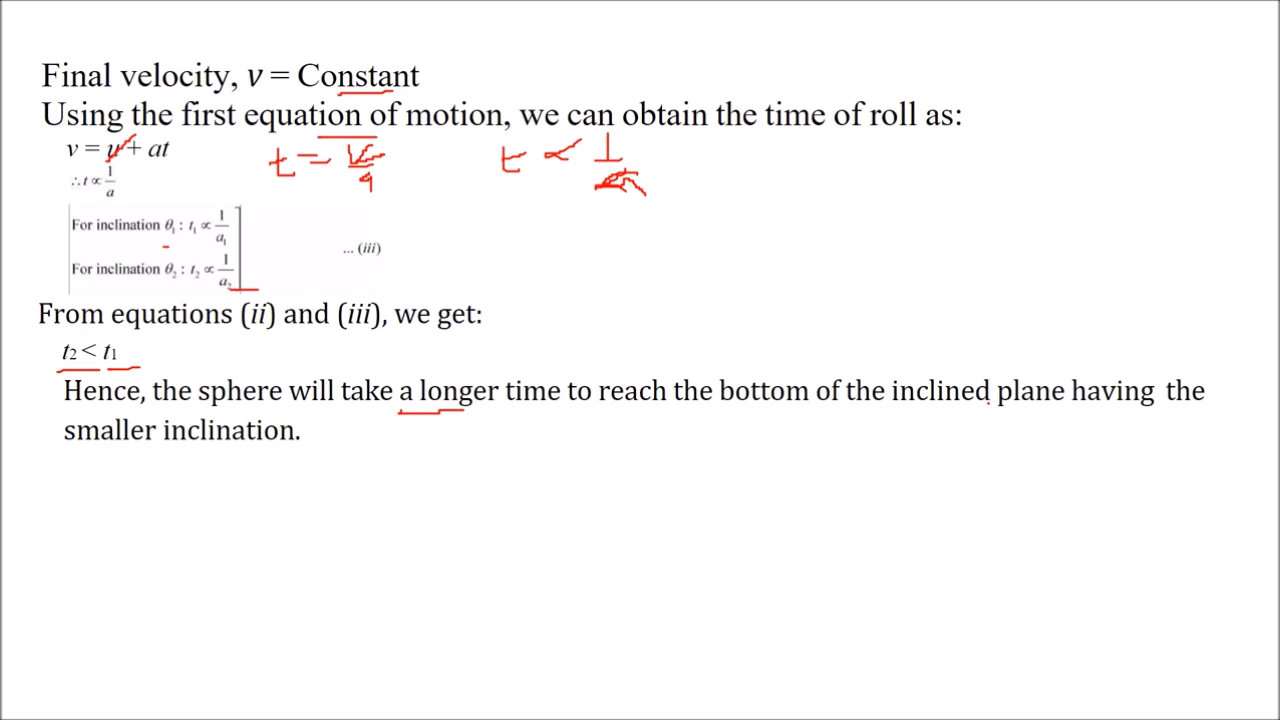 Final velocity, v = Constant
Using the first equation of motion, we can obtain the time of roll as:
v = u + at
t = v/a
t ∝ 1/a
∴ t ∝ 1/a
For inclination θ₁ : t₁ ∝ 1/a₁
... (iii)
For inclination θ₂ : t₂ ∝ 1/a₂
From equations (ii) and (iii), we get:
t₂ < t₁
Hence, the sphere will take a longer time to reach the bottom of the inclined plane having the
smaller inclination.